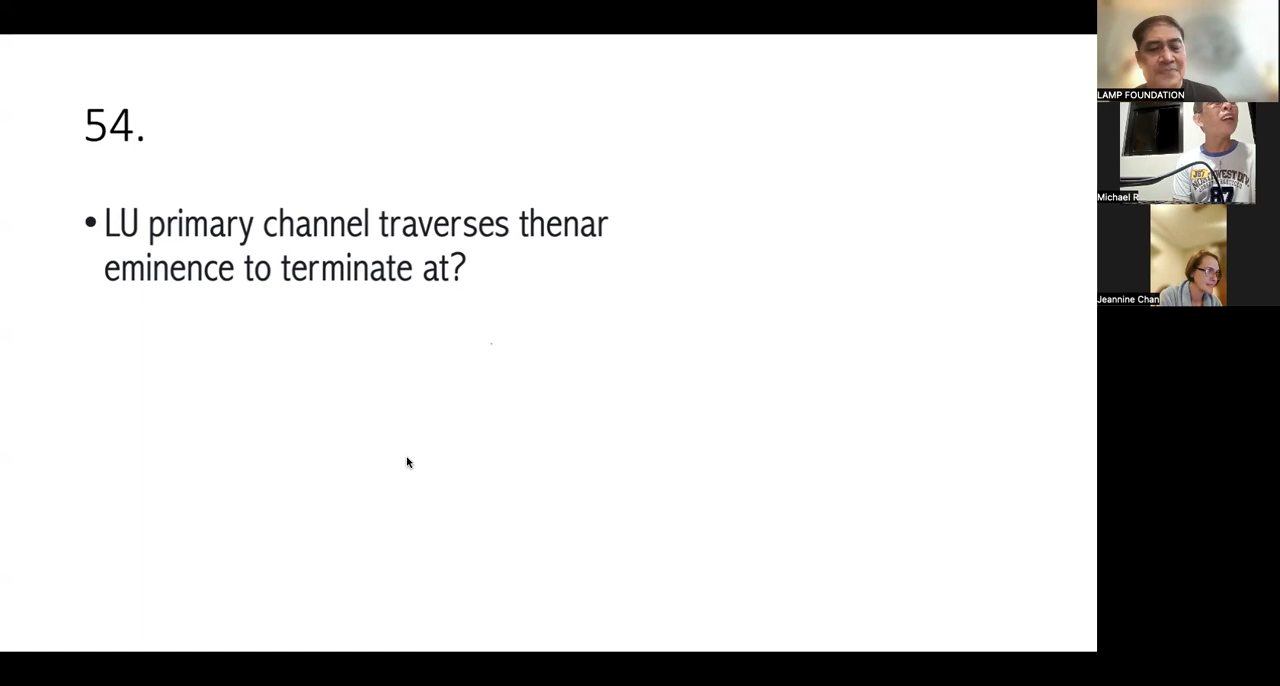 54.
• LU primary channel traverses thenar
eminence to terminate at?
LAMP FOUNDATION
Michael R
Jeannine Chan